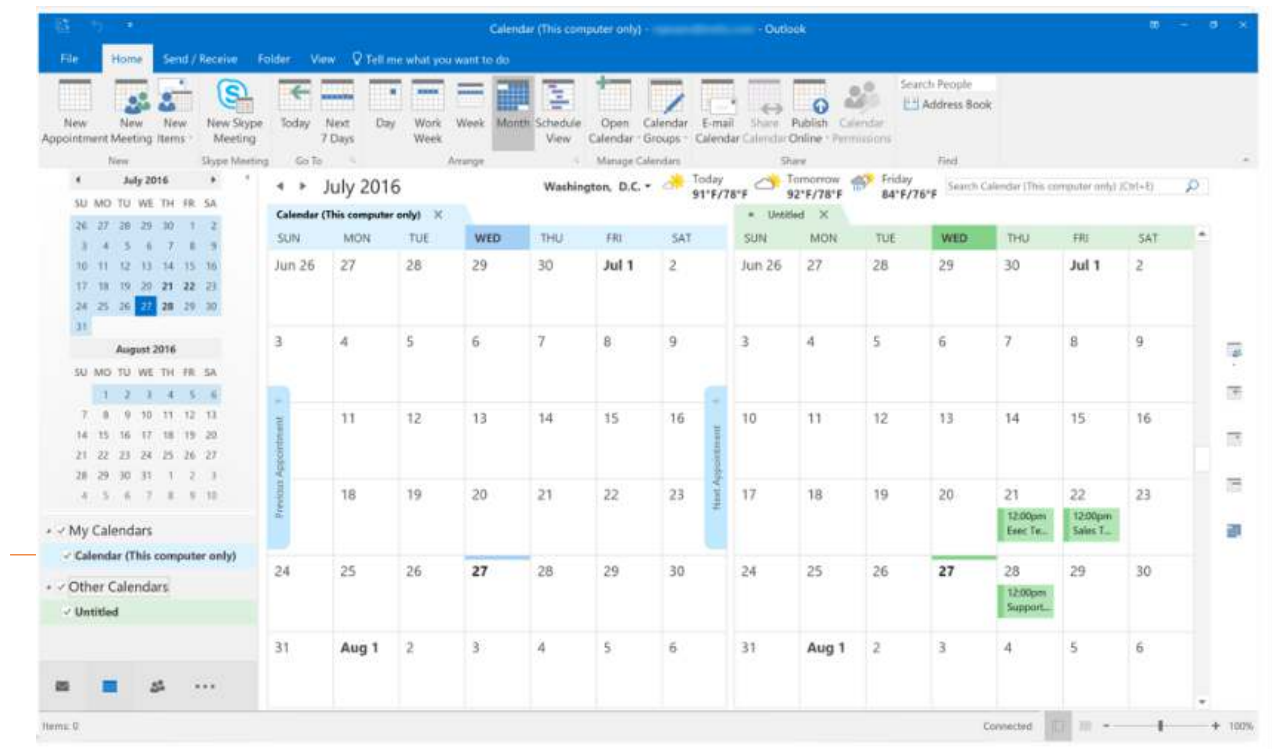 Calendar (This computer only) - - Outlook
File Home Send / Receive Folder View Tell me what you want to do
New Appointment
New Meeting
New Items
New Skype Meeting
Today
Next 7 Days
Day
Work Week
Week
Month
Schedule View
Open Calendar
Calendar Groups
E-mail Calendar
Share Calendar
Publish Online
Calendar Permissions
Search People
Address Book
New Skype Meeting Go To Arrange Manage Calendars Share Find
July 2016
SU MO TU WE TH FR SA
26 27 28 29 30 1 2
3 4 5 6 7 8 9
10 11 12 13 14 15 16
17 18 19 20 21 22 23
24 25 26 27 28 29 30
31
August 2016
SU MO TU WE TH FR SA
1 2 3 4 5 6
7 8 9 10 11 12 13
14 15 16 17 18 19 20
21 22 23 24 25 26 27
28 29 30 31 1 2 3
4 5 6 7 8 9 10
My Calendars
Calendar (This computer only)
Other Calendars
Untitled
July 2016
Washington, D.C.
Today
91°F/78°F
Tomorrow
92°F/78°F
Friday
84°F/76°F
Search Calendar (This computer only) (Ctrl+E)
Calendar (This computer only) X
SUN MON TUE WED THU FRI SAT
Jun 26 27 28 29 30 Jul 1 2
3 4 5 6 7 8 9
11 12 13 14 15 16
18 19 20 21 22 23
24 25 26 27 28 29 30
31 Aug 1 2 3 4 5 6
Previous Appointment
Next Appointment
Untitled X
SUN MON TUE WED THU FRI SAT
Jun 26 27 28 29 30 Jul 1 2
3 4 5 6 7 8 9
10 11 12 13 14 15 16
17 18 19 20 21 22 23
12:00pm
Exec Te...
12:00pm
Sales T...
24 25 26 27 28 29 30
12:00pm
Support...
31 Aug 1 2 3 4 5 6
Items: 0
Connected
100%